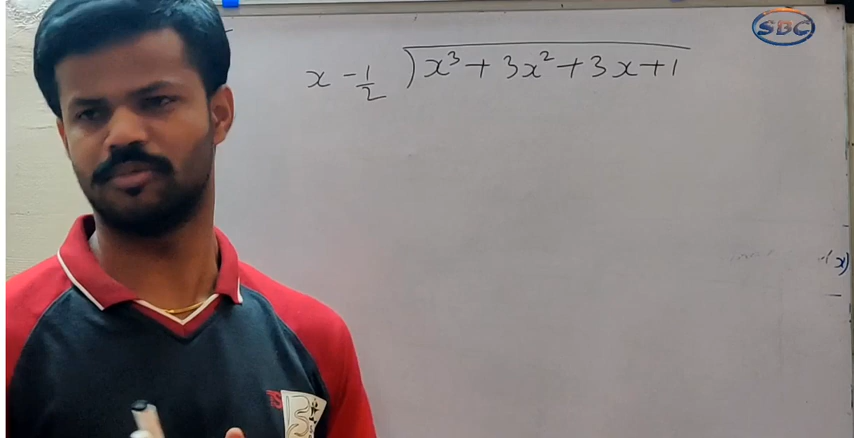 SBC
x - 1/2 ) x³ + 3x² + 3x + 1
x)